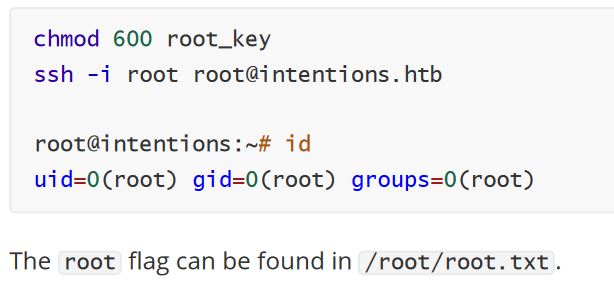 chmod 600 root_key
ssh -i root root@intentions.htb
root@intentions:~# id
uid=0(root) gid=0(root) groups=0(root)
The root flag can be found in /root/root.txt.